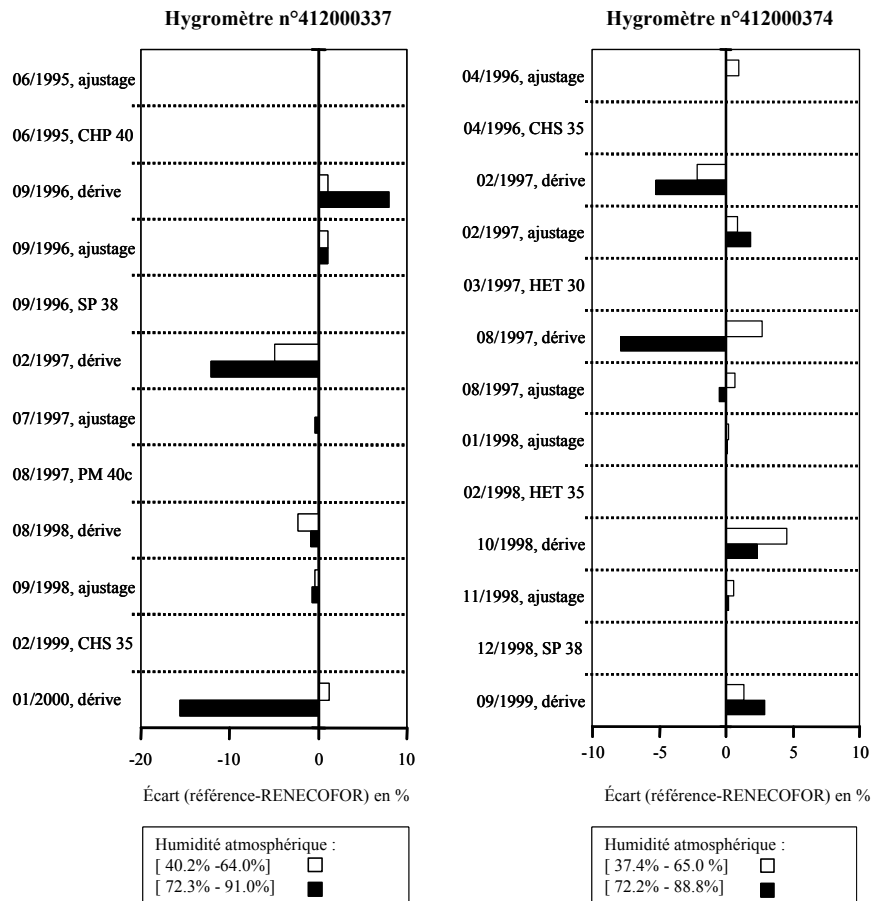 Hygromètre n°412000337
06/1995, ajustage
06/1995, CHP 40
09/1996, dérive
09/1996, ajustage
09/1996, SP 38
02/1997, dérive
07/1997, ajustage
08/1997, PM 40c
08/1998, dérive
09/1998, ajustage
02/1999, CHS 35
01/2000, dérive
-20 -10 0 10
Écart (référence-RENECOFOR) en %
Humidité atmosphérique :
[ 40.2% -64.0%]
[ 72.3% - 91.0%]
Hygromètre n°412000374
04/1996, ajustage
04/1996, CHS 35
02/1997, dérive
02/1997, ajustage
03/1997, HET 30
08/1997, dérive
08/1997, ajustage
01/1998, ajustage
02/1998, HET 35
10/1998, dérive
11/1998, ajustage
12/1998, SP 38
09/1999, dérive
-10 -5 0 5 10
Écart (référence-RENECOFOR) en %
Humidité atmosphérique :
[ 37.4% - 65.0 %]
[ 72.2% - 88.8%]